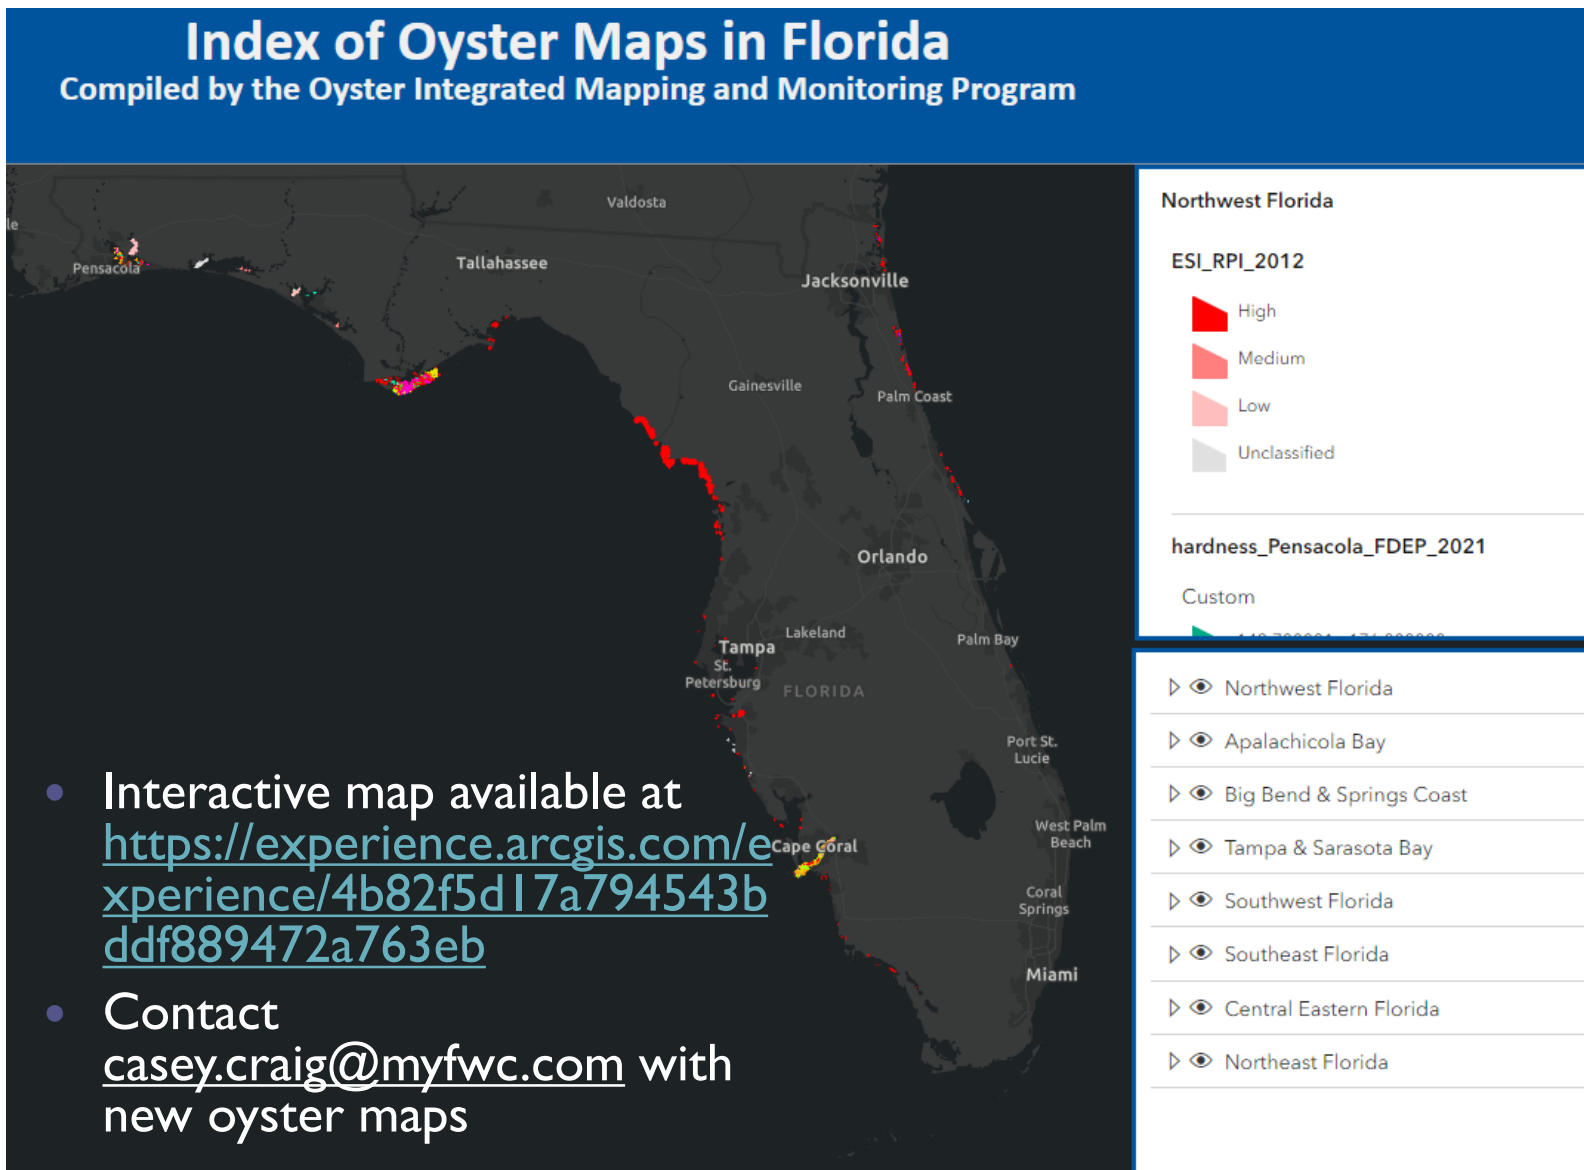 Index of Oyster Maps in Florida
Compiled by the Oyster Integrated Mapping and Monitoring Program
Valdosta
le
Pensacola
Tallahassee
Jacksonville
Gainesville
Palm Coast
Orlando
Lakeland
Palm Bay
Tampa
St.
Petersburg
FLORIDA
Port St.
Lucie
West Palm
Beach
Cape Coral
Coral
Springs
Miami
• Interactive map available at
https://experience.arcgis.com/e
xperience/4b82f5d17a794543b
ddf889472a763eb
• Contact
casey.craig@myfwc.com with
new oyster maps
Northwest Florida
ESI_RPI_2012
High
Medium
Low
Unclassified
hardness_Pensacola_FDEP_2021
Custom
Northwest Florida
Apalachicola Bay
Big Bend & Springs Coast
Tampa & Sarasota Bay
Southwest Florida
Southeast Florida
Central Eastern Florida
Northeast Florida